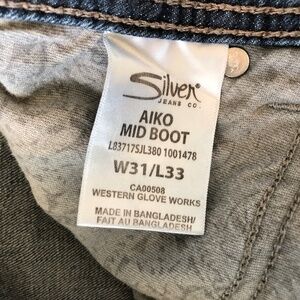 Silver
JEANS CO.
AIKO
MID BOOT
L83717SJL380 1001478
W31/L33
CA00508
WESTERN GLOVE WORKS
MADE IN BANGLADESH/
FAIT AU BANGLADESH